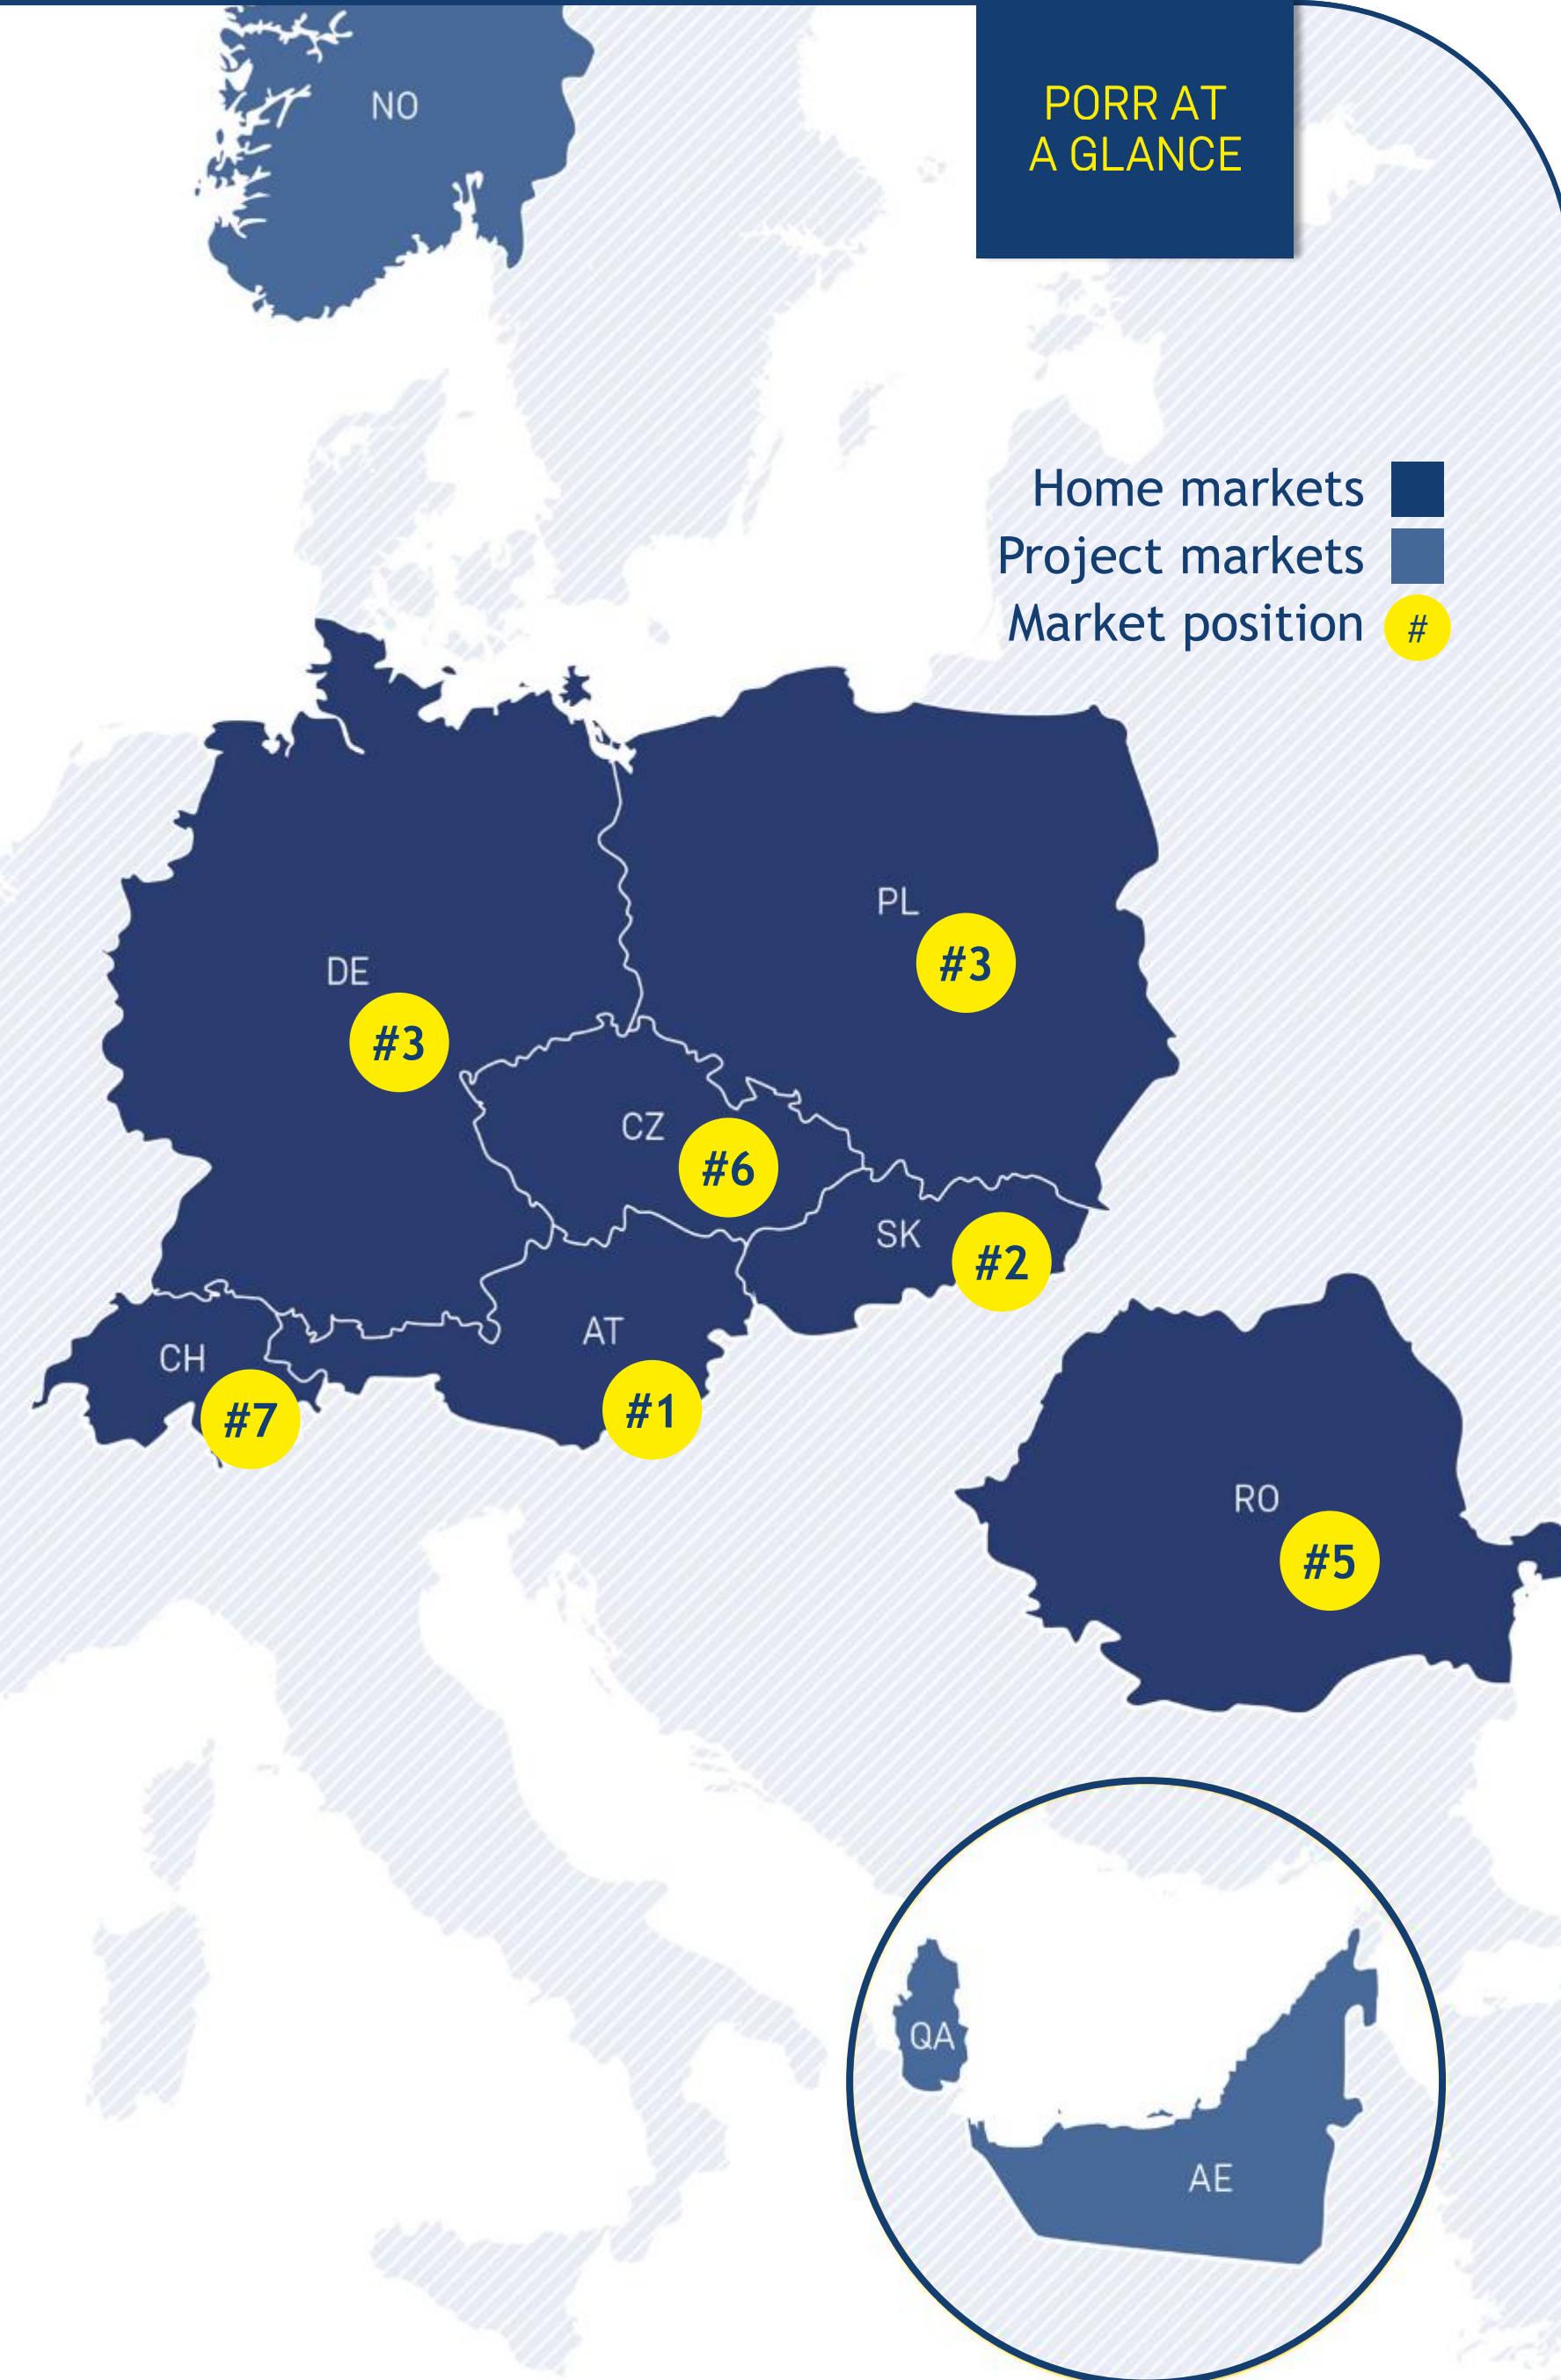 PORR AT
A GLANCE
NO
Home markets
Project markets
Market position #
PL
#3
DE
#3
CZ
#6
SK
#2
AT
#1
CH
#7
RO
#5
QA
AE